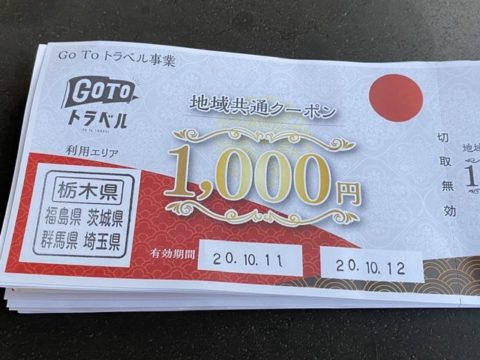 Go To トラベル事業
GOTO
トラベル
地域共通クーポン
1,000円
利用エリア
栃木県
福島県 茨城県
群馬県 埼玉県
有効期間
20.10.11
20.10.12
切取無効
地域
1